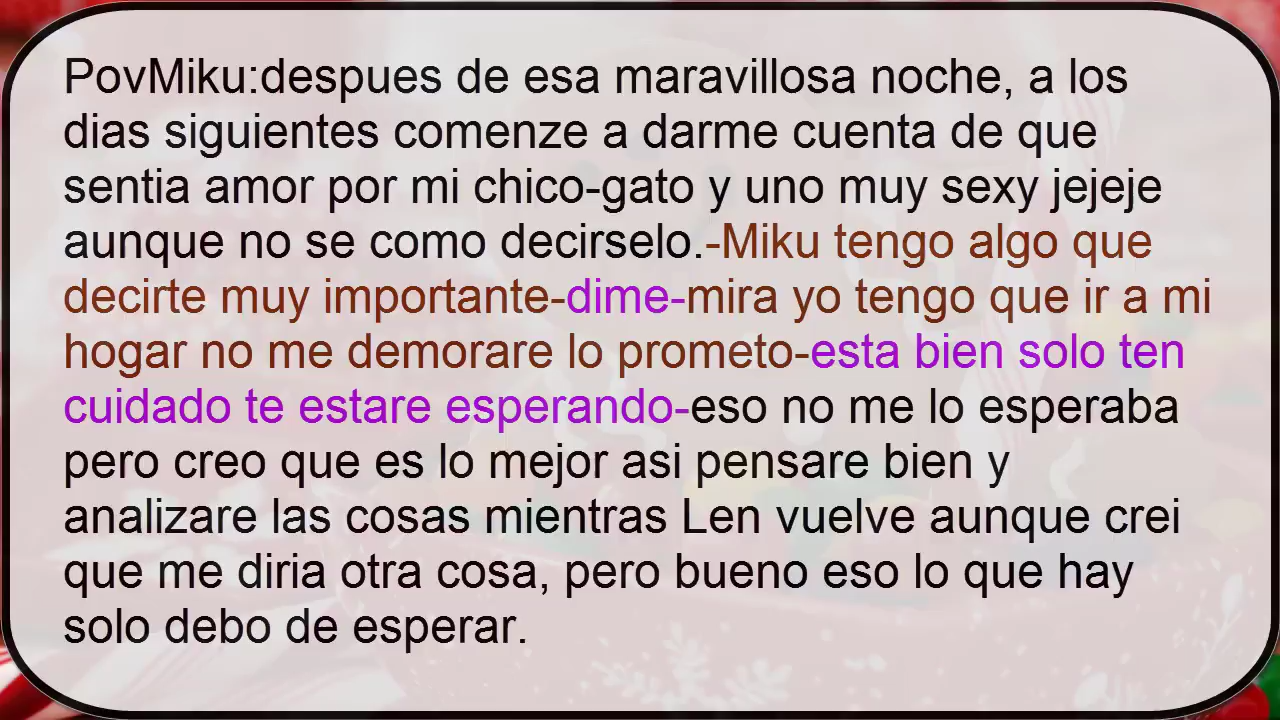 PovMiku:despues de esa maravillosa noche, a los
dias siguientes comenze a darme cuenta de que
sentia amor por mi chico-gato y uno muy sexy jejeje
aunque no se como decirselo.-Miku tengo algo que
decirte muy importante-dime-mira yo tengo que ir a mi
hogar no me demorare lo prometo-esta bien solo ten
cuidado te estare esperando-eso no me lo esperaba
pero creo que es lo mejor asi pensare bien y
analizare las cosas mientras Len vuelve aunque crei
que me diria otra cosa, pero bueno eso lo que hay
solo debo de esperar.